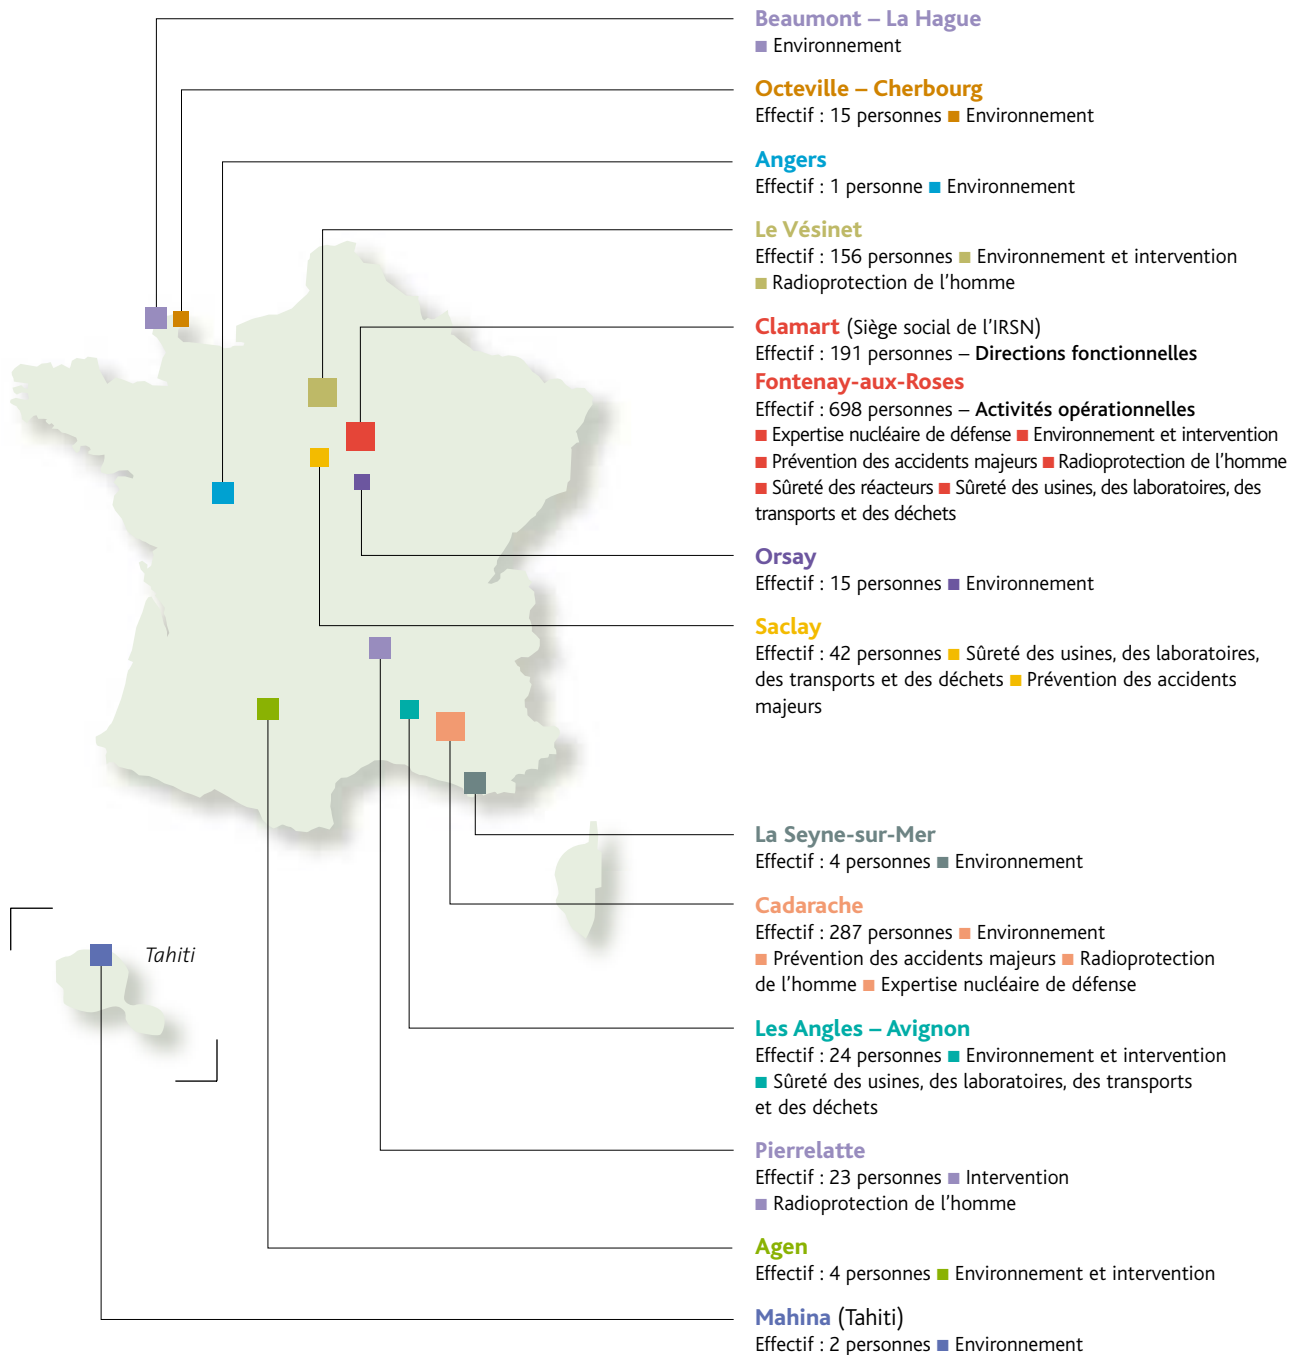 Beaumont – La Hague
■ Environnement
Octeville – Cherbourg
Effectif : 15 personnes ■ Environnement
Angers
Effectif : 1 personne ■ Environnement
Le Vésinet
Effectif : 156 personnes ■ Environnement et intervention
■ Radioprotection de l’homme
Clamart (Siège social de l’IRSN)
Effectif : 191 personnes – Directions fonctionnelles
Fontenay-aux-Roses
Effectif : 698 personnes – Activités opérationnelles
■ Expertise nucléaire de défense ■ Environnement et intervention
■ Prévention des accidents majeurs ■ Radioprotection de l’homme
■ Sûreté des réacteurs ■ Sûreté des usines, des laboratoires, des
transports et des déchets
Orsay
Effectif : 15 personnes ■ Environnement
Saclay
Effectif : 42 personnes ■ Sûreté des usines, des laboratoires,
des transports et des déchets ■ Prévention des accidents
majeurs
La Seyne-sur-Mer
Effectif : 4 personnes ■ Environnement
Cadarache
Effectif : 287 personnes ■ Environnement
■ Prévention des accidents majeurs ■ Radioprotection
de l’homme ■ Expertise nucléaire de défense
Tahiti
Les Angles – Avignon
Effectif : 24 personnes ■ Environnement et intervention
■ Sûreté des usines, des laboratoires, des transports
et des déchets
Pierrelatte
Effectif : 23 personnes ■ Intervention
■ Radioprotection de l’homme
Agen
Effectif : 4 personnes ■ Environnement et intervention
Mahina (Tahiti)
Effectif : 2 personnes ■ Environnement